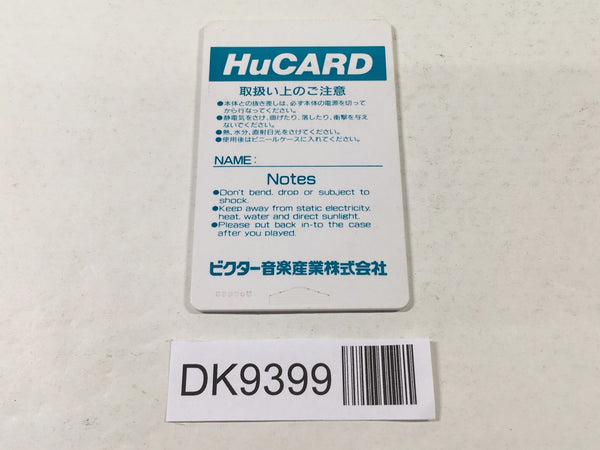 HuCARD
取扱い上のご注意
●本体との抜き差しは、必ず本体の電源を切って
から行なってください。
●静電気をさけ、曲げたり、落したり、衝撃を与え
ないでください。
●熱、水分、直射日光をさけてください。
●使用後はビニールケースに入れてください。
NAME:
Notes
●Don't bend, drop or subject to
shock.
●Keep away from static electricity,
heat, water and direct sunlight.
●Please put back in-to the case
after you played.
ビクター音楽産業株式会社
DK9399